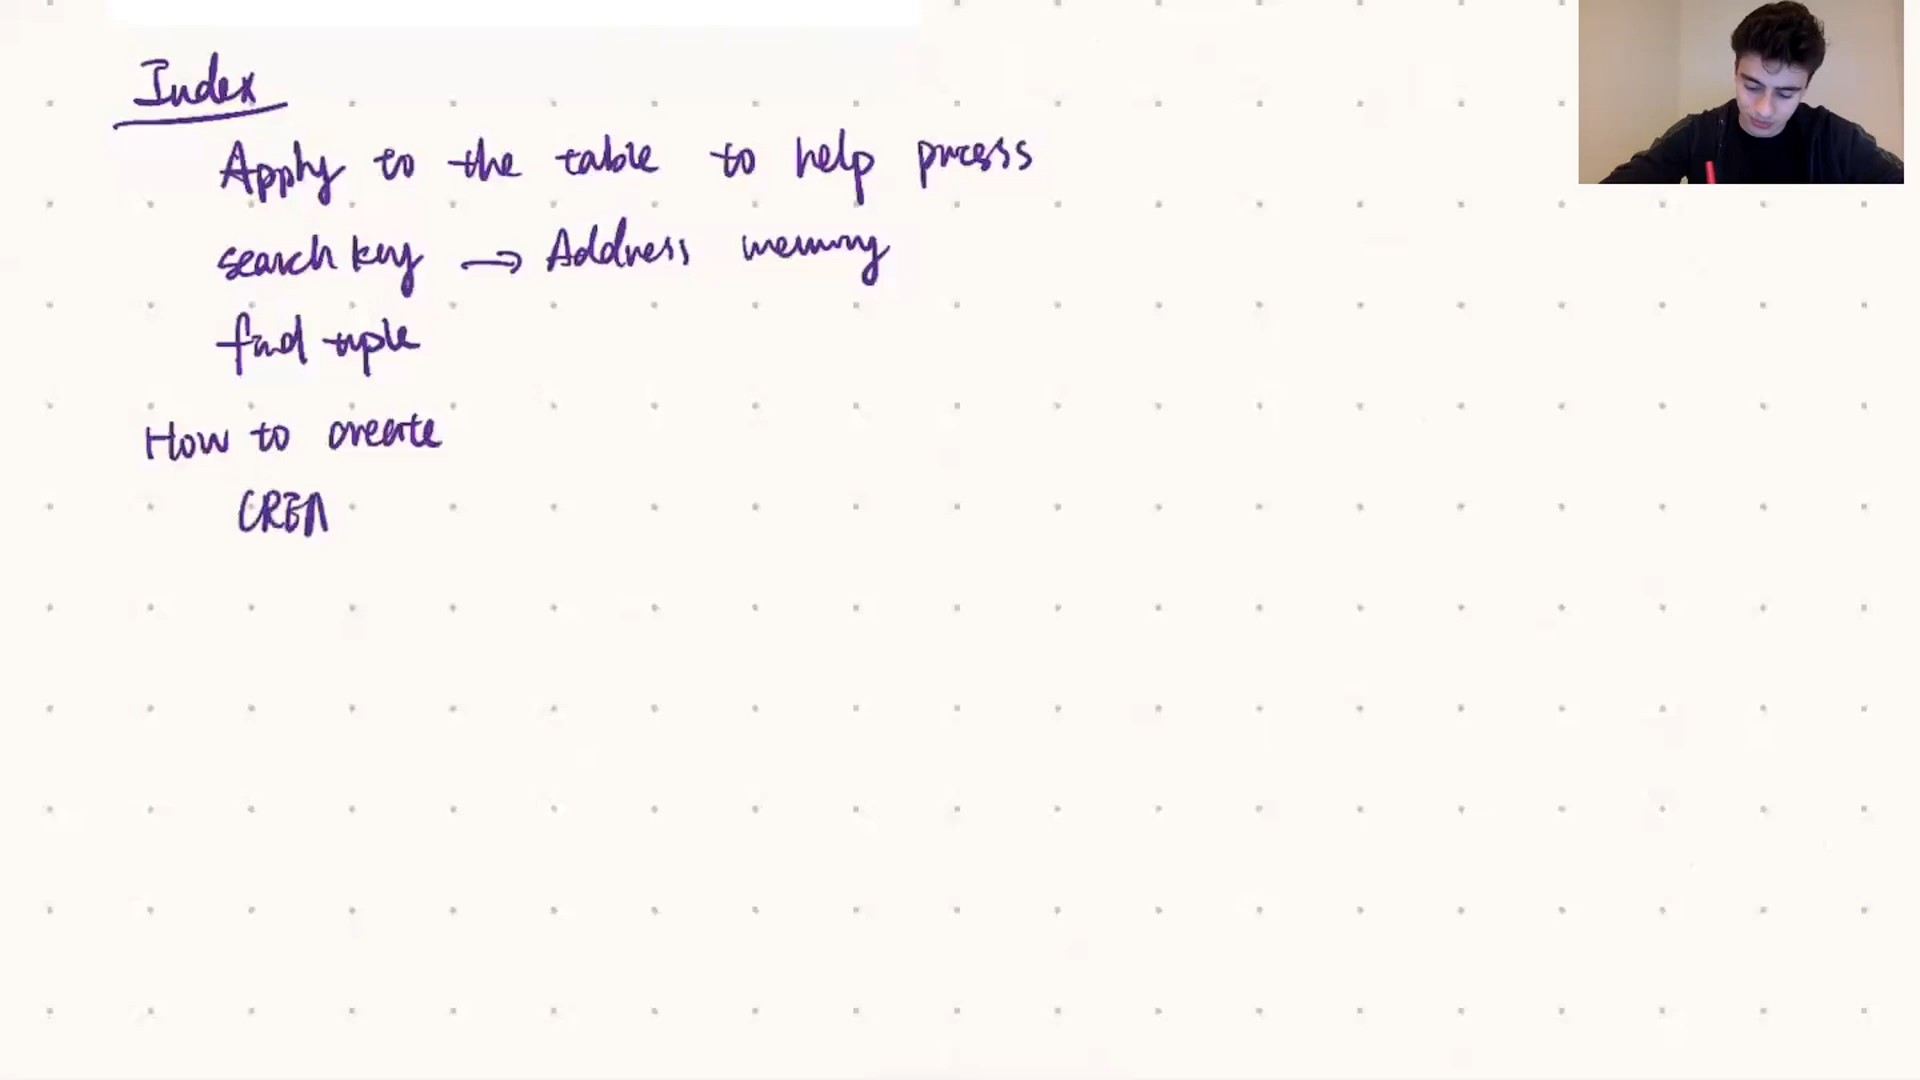 Index
Apply to the table to help process
search key → Address memory
find tuple
How to create
CREA